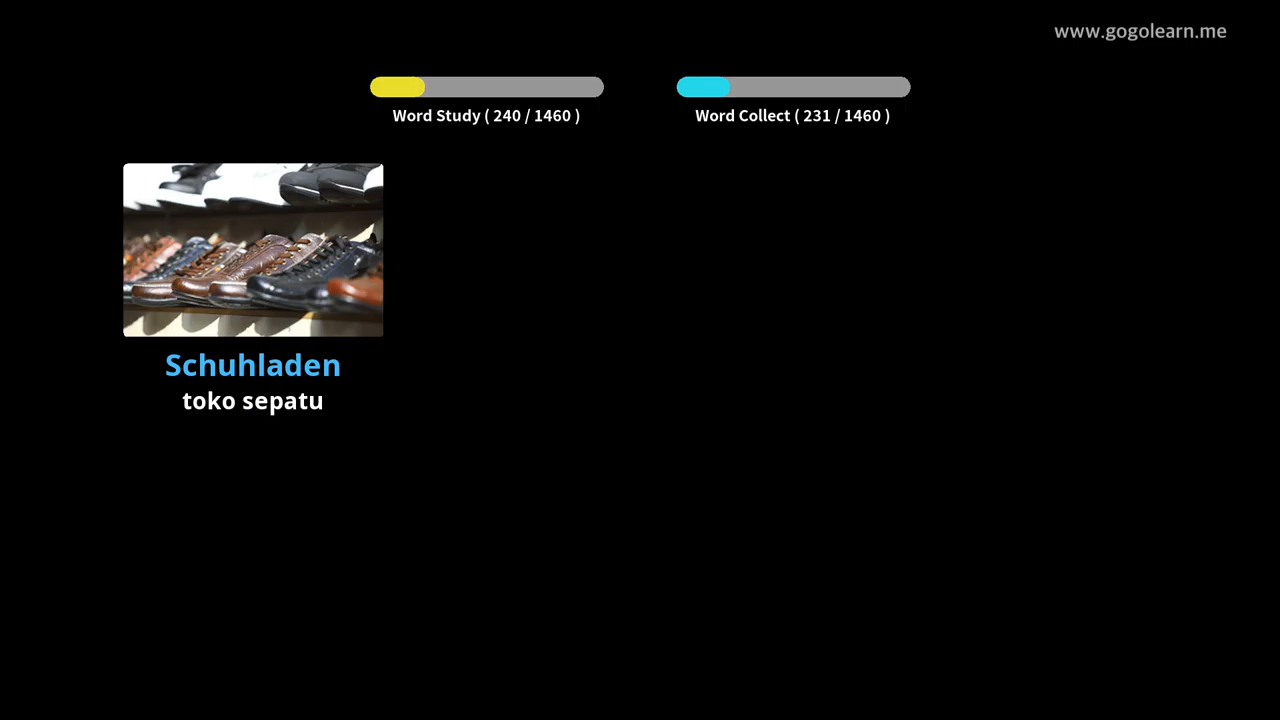 www.gogolearn.me
Word Study ( 240 / 1460 )
Word Collect ( 231 / 1460 )
Schuhladen
toko sepatu